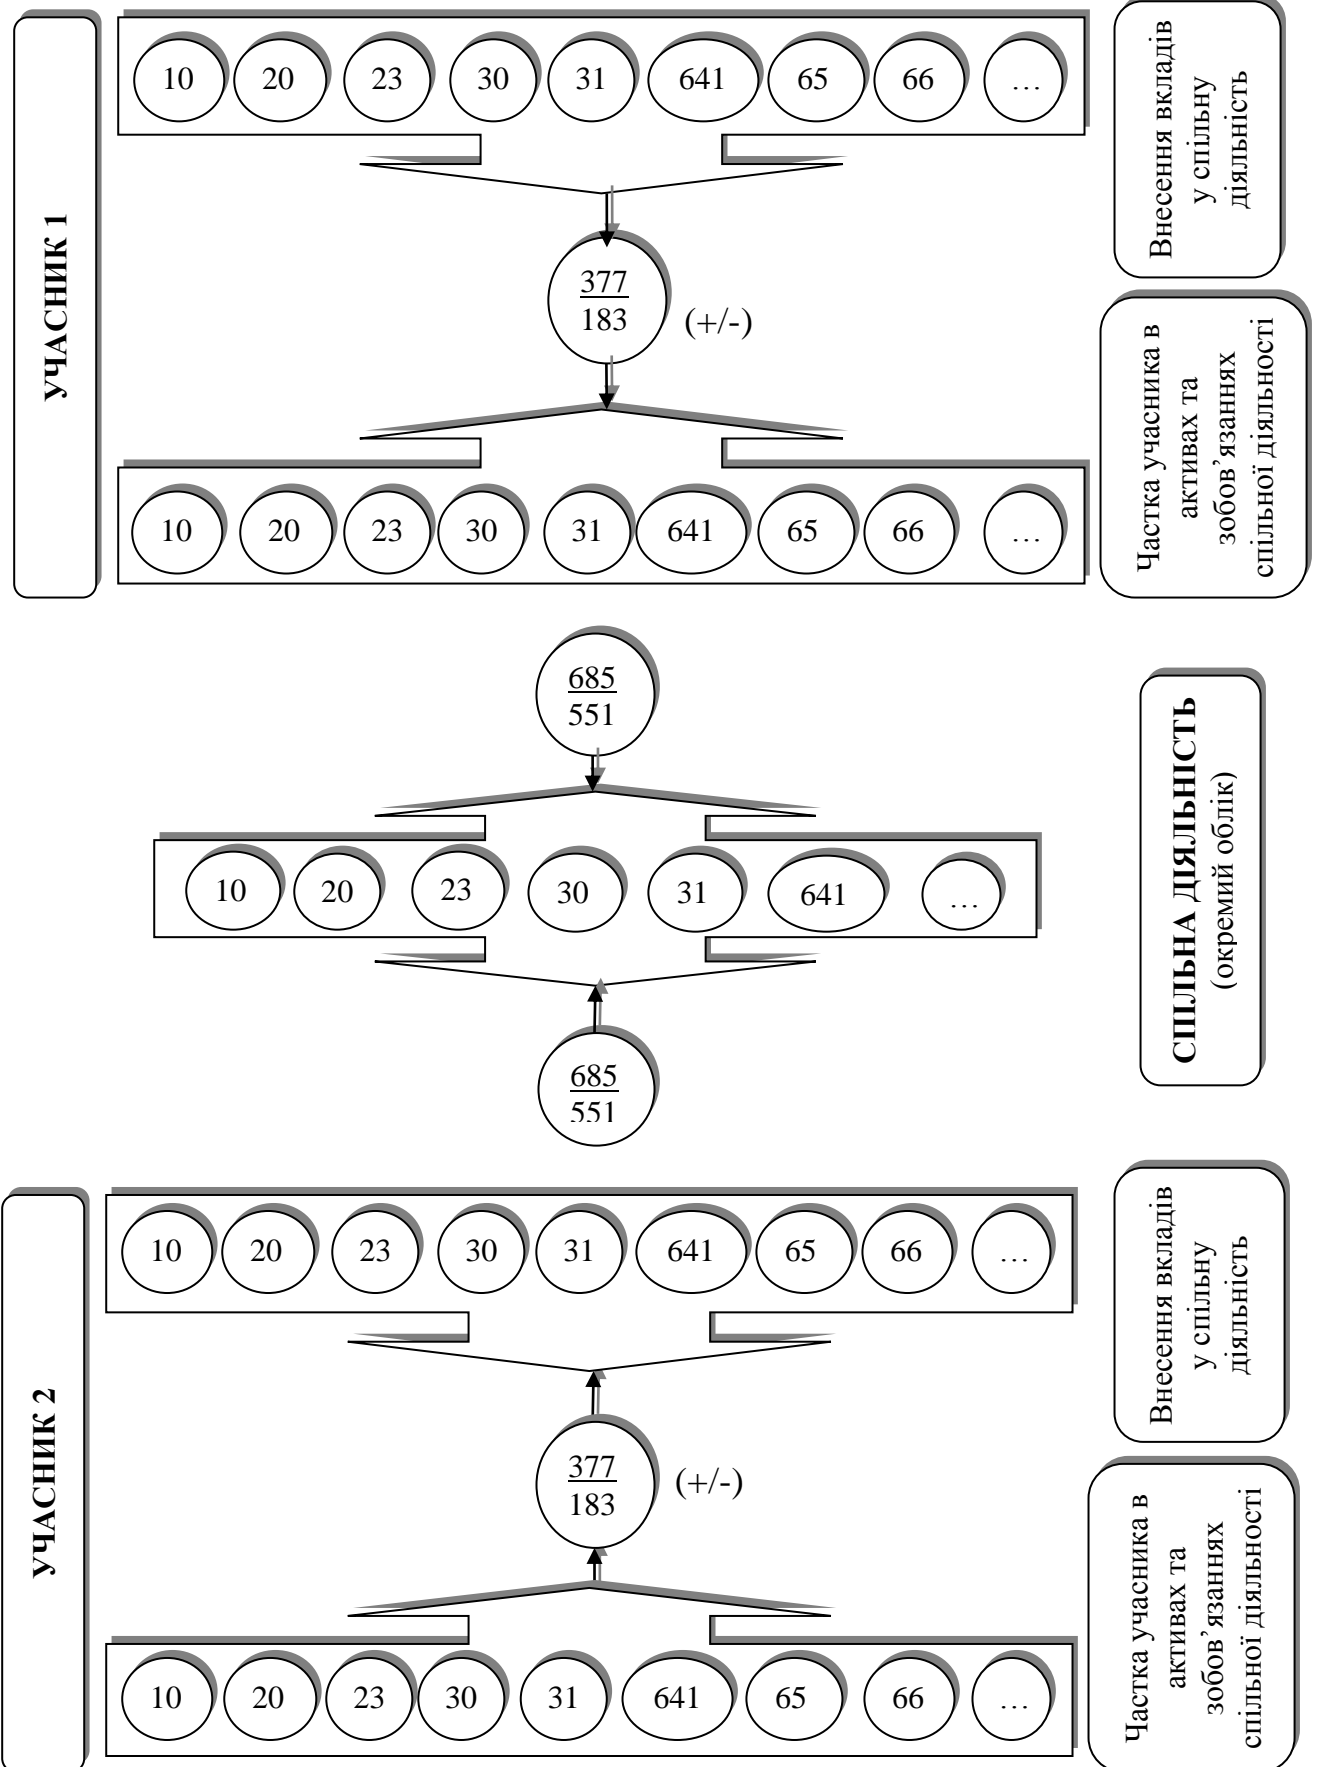 УЧАСНИК 1
10 20 23 30 31 641 65 66 …
Внесення вкладів
у спільну
діяльність
377
183
(+/-)
Частка учасника в
активах та
зобов’язаннях
спільної діяльності
10 20 23 30 31 641 65 66 …
685
551
СПІЛЬНА ДІЯЛЬНІСТЬ
(окремий облік)
10 20 23 30 31 641 …
685
551
УЧАСНИК 2
10 20 23 30 31 641 65 66 …
Внесення вкладів
у спільну
діяльність
377
183
(+/-)
Частка учасника в
активах та
зобов’язаннях
спільної діяльності
10 20 23 30 31 641 65 66 …